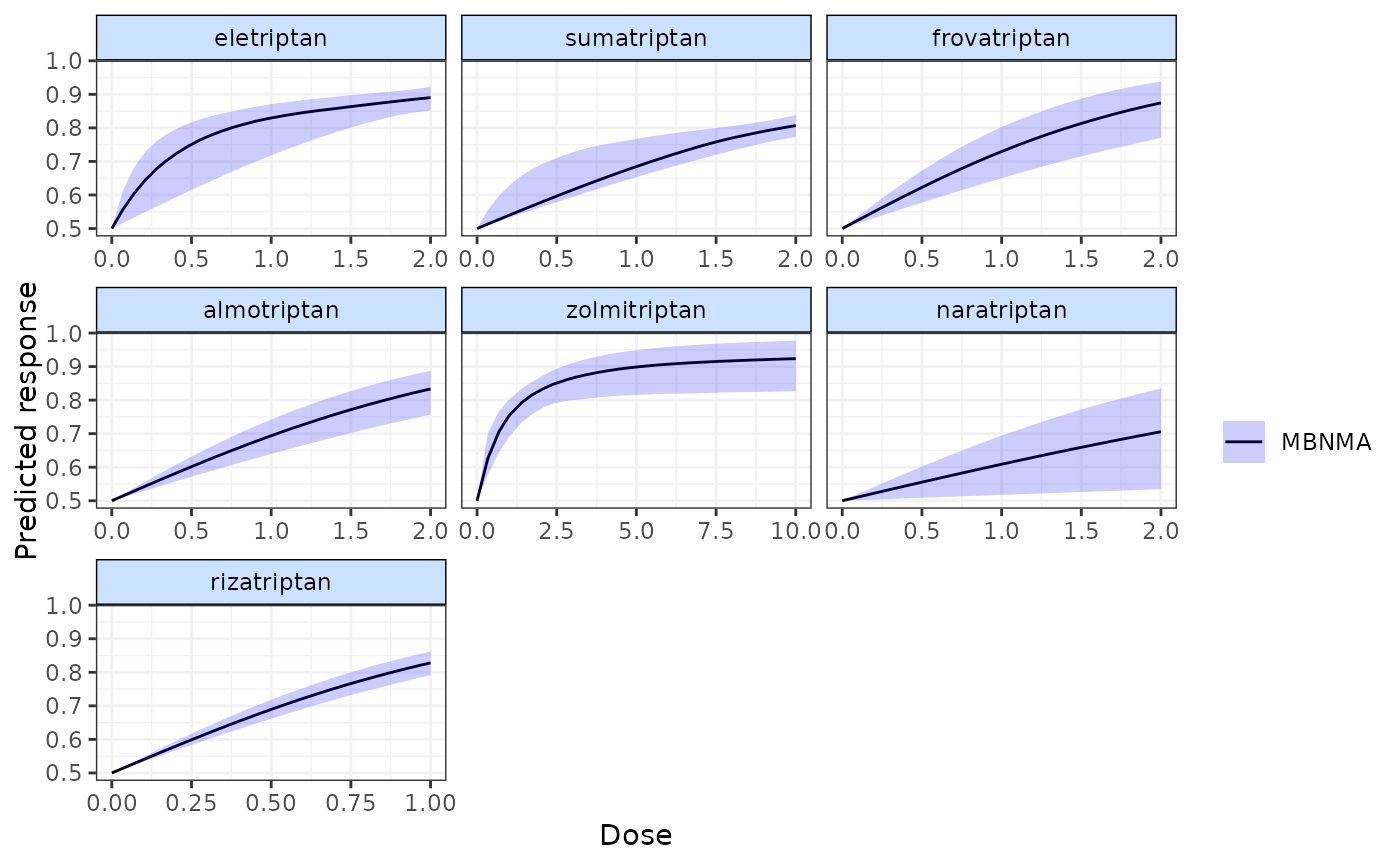 eletriptan sumatriptan frovatriptan
1.0
0.9
0.8
0.7
0.6
0.5
0.0 0.5 1.0 1.5 2.0 0.0 0.5 1.0 1.5 2.0 0.0 0.5 1.0 1.5 2.0
almotriptan zolmitriptan naratriptan
1.0
0.9
0.8
0.7
0.6
0.5
0.0 0.5 1.0 1.5 2.0 0.0 2.5 5.0 7.5 10.0 0.0 0.5 1.0 1.5 2.0
Predicted response
MBNMA
rizatriptan
1.0
0.9
0.8
0.7
0.6
0.5
0.00 0.25 0.50 0.75 1.00
Dose